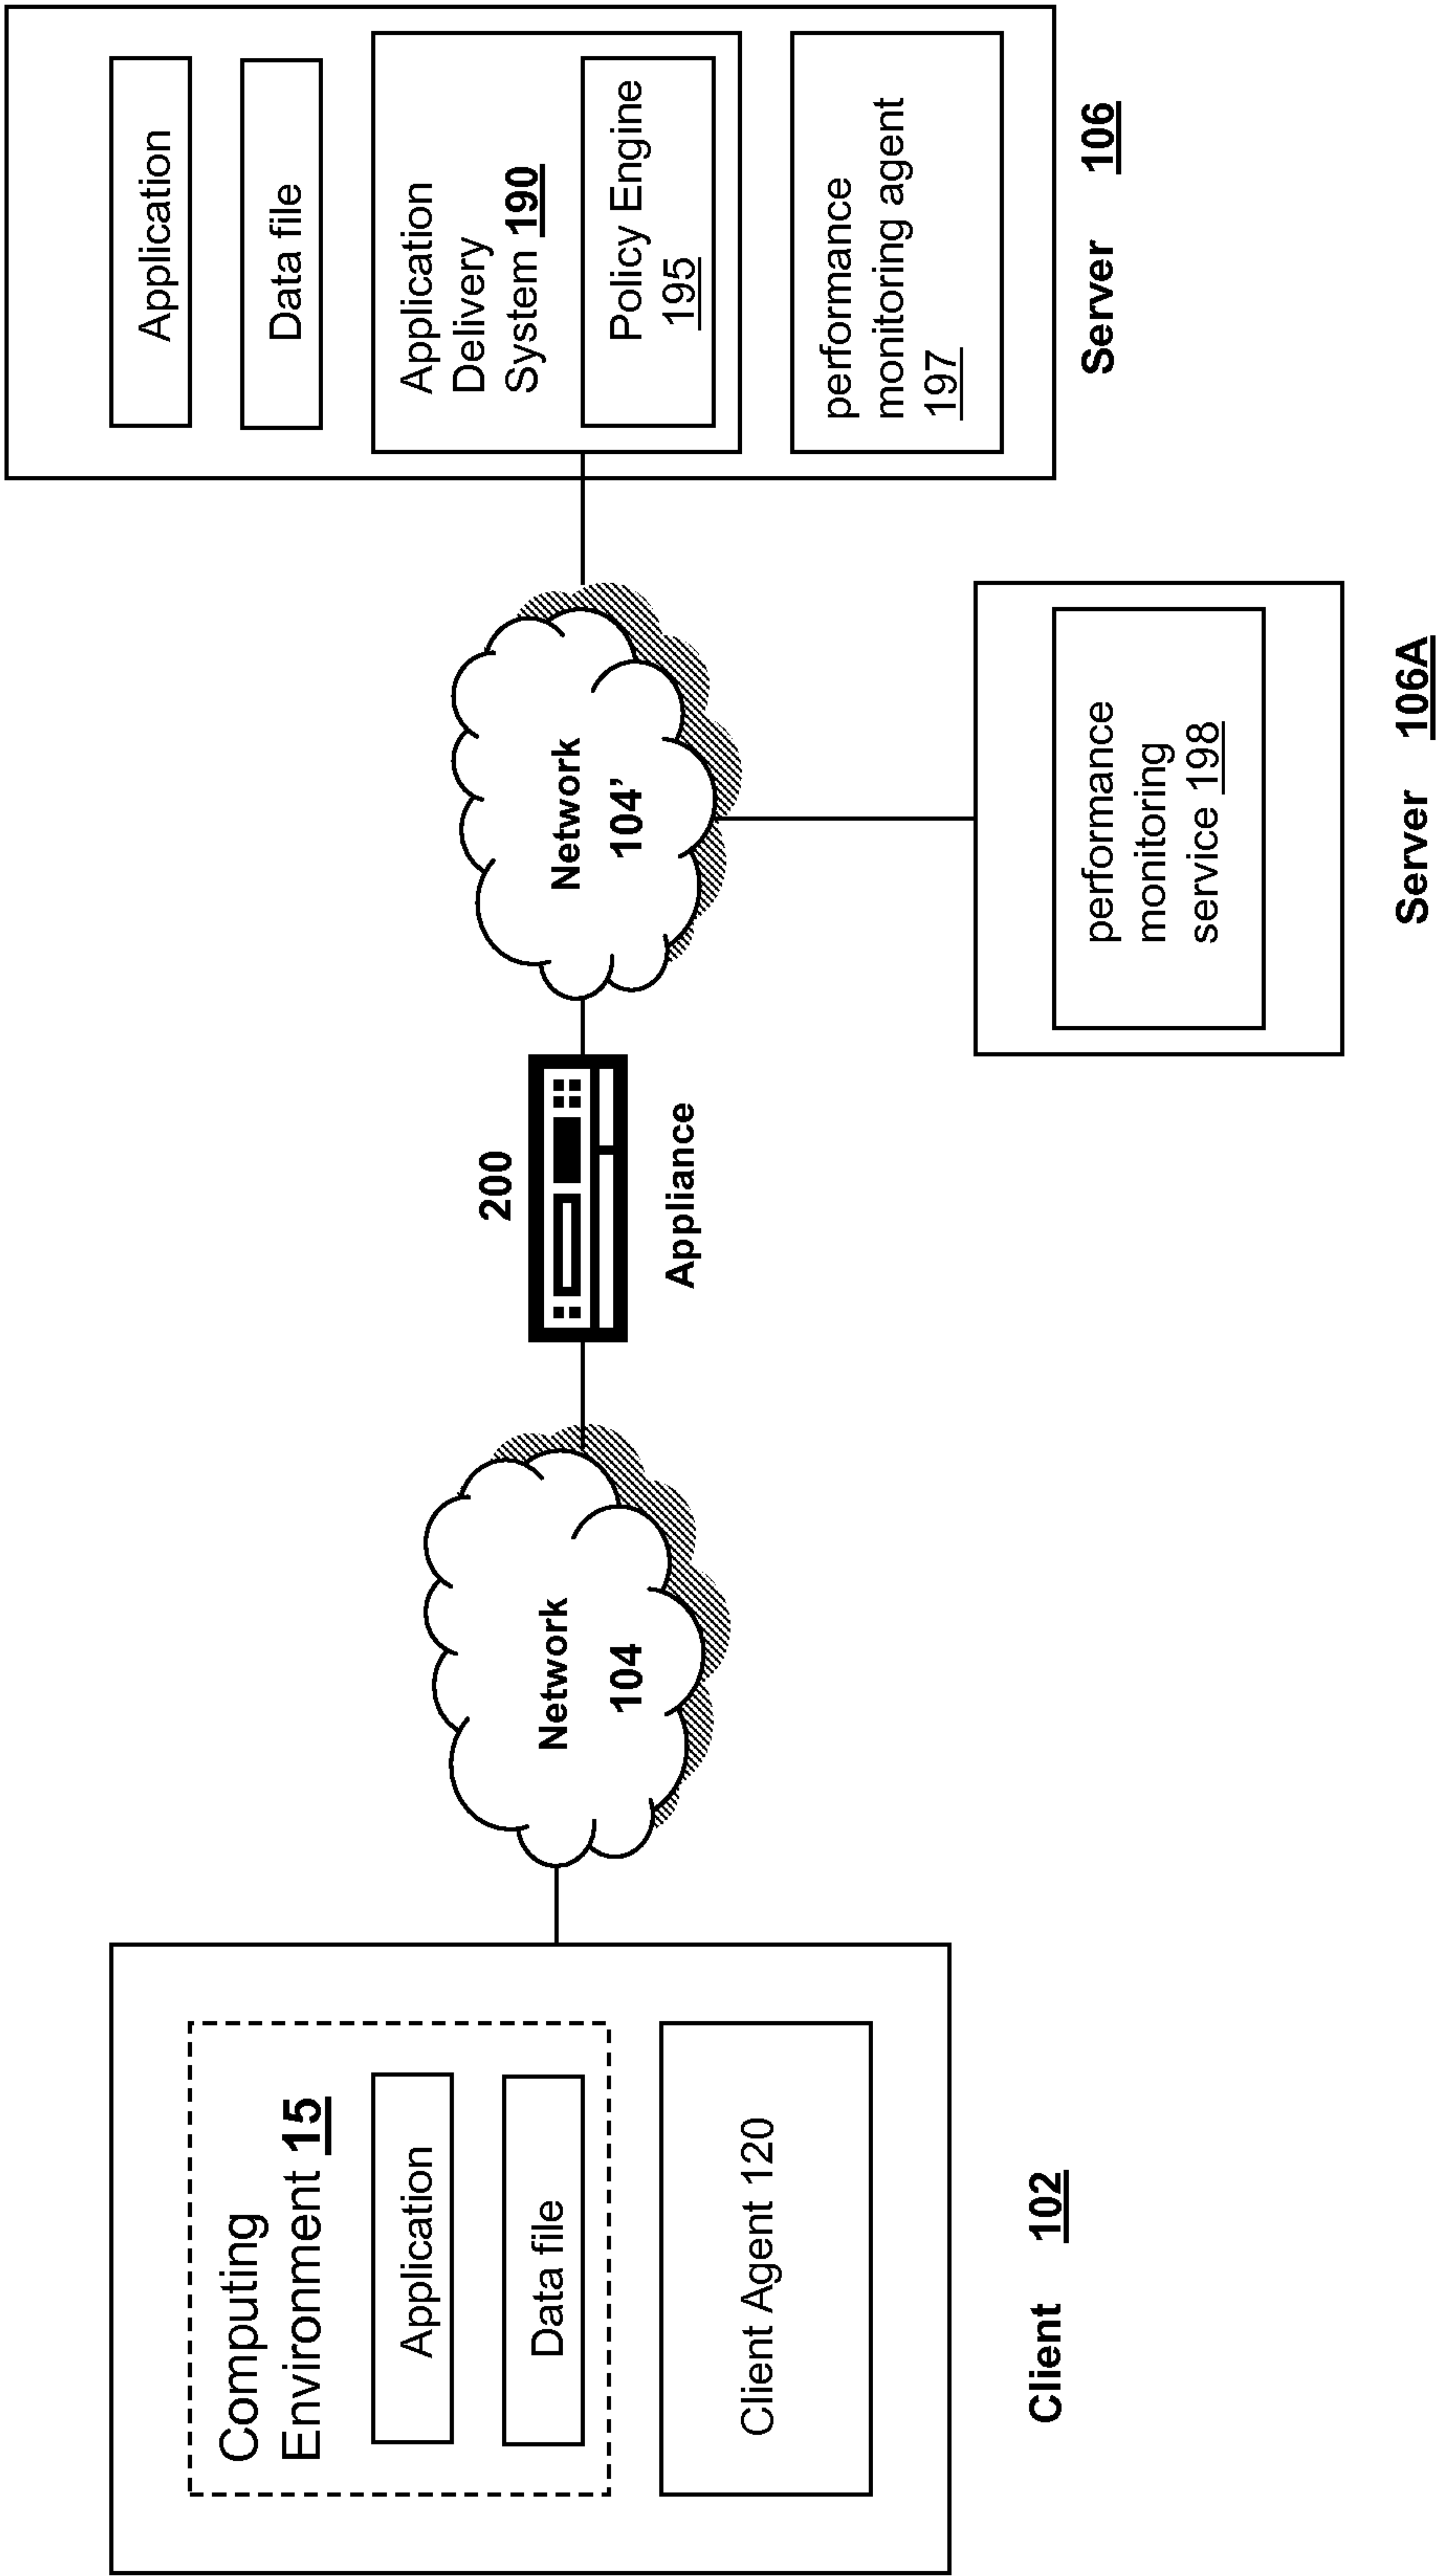 Computing
Environment 15
Application
Data file
Client Agent 120
Client 102
Network
104
200
Appliance
Network
104’
performance
monitoring
service 198
Server 106A
Application
Data file
Application
Delivery
System 190
Policy Engine
195
performance
monitoring agent
197
Server 106